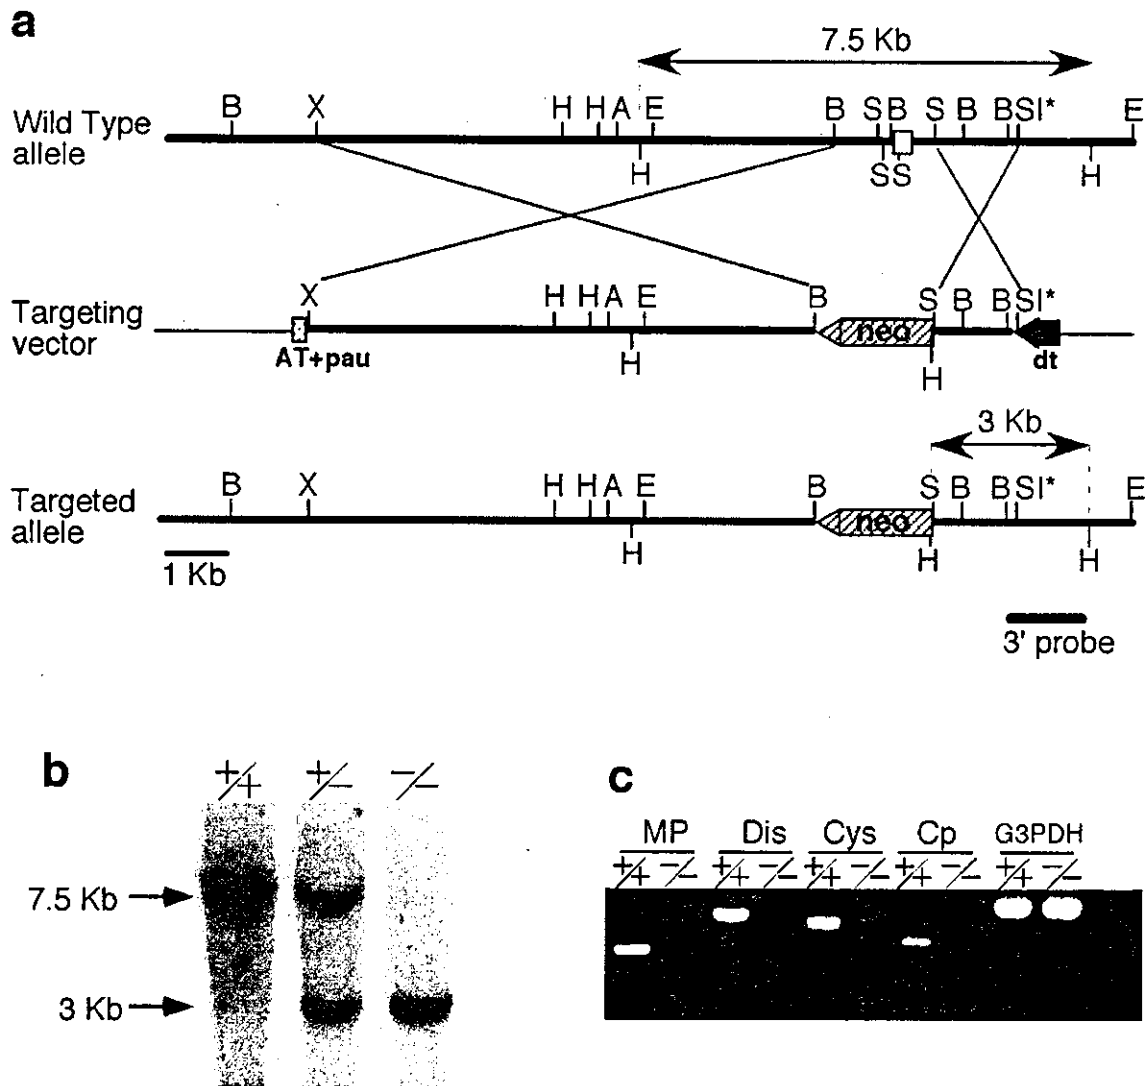 a
7.5 Kb
B X H H A E B S B S B B SI* E
Wild Type
allele
H S S H
X H H A E B S B B SI*
Targeting
vector
neo
AT+pau
H H
dt
3 Kb
B X H H A E B S B B SI* E
Targeted
allele
neo
H H H
1 Kb
3' probe
b
+/+ +/− −/−
7.5 Kb
3 Kb
c
MP Dis Cys Cp G3PDH
+/+ −/− +/+ −/− +/+ −/− +/+ −/− +/+ −/−